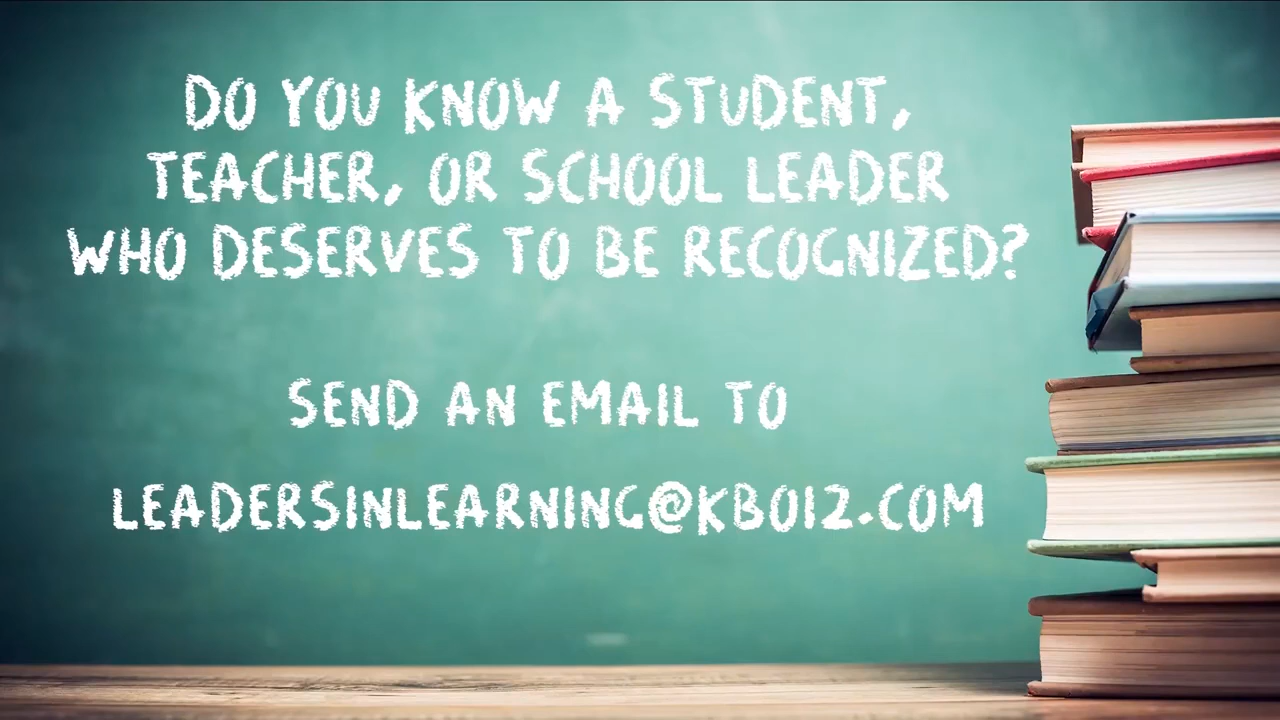 DO YOU KNOW A STUDENT,
TEACHER, OR SCHOOL LEADER
WHO DESERVES TO BE RECOGNIZED?
SEND AN EMAIL TO
LEADERSINLEARNING@KBOI2.COM